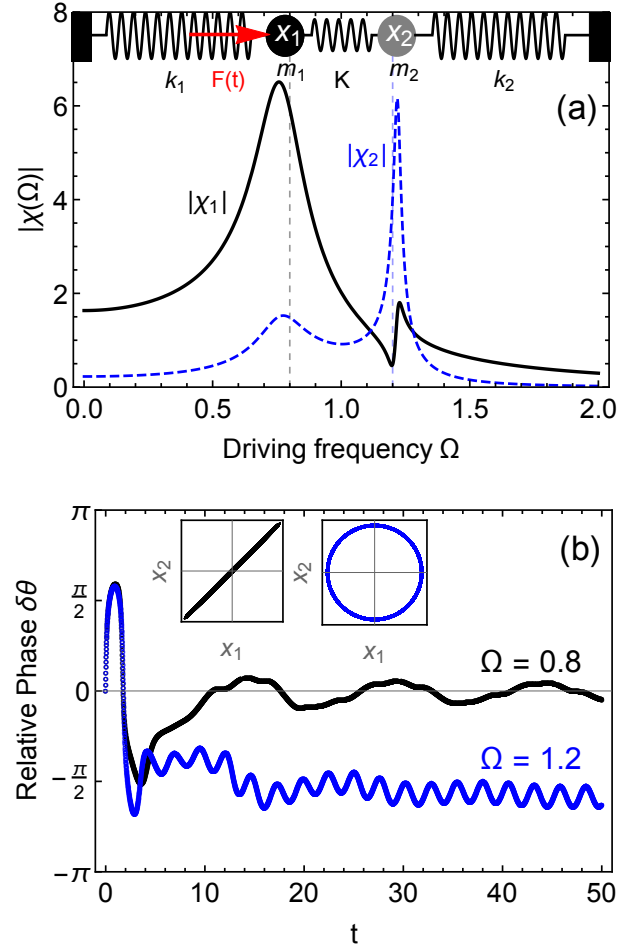 x₁ x₂
k₁ F(t) m₁ K m₂ k₂
(a)
|χ₁| |χ₂|
|χ(Ω)|
8
6
4
2
0
0.0 0.5 1.0 1.5 2.0
Driving frequency Ω
(b)
x₂ x₂
x₁ x₁
Ω = 0.8
Ω = 1.2
Relative Phase δθ
π
π/2
0
-π/2
-π
0 10 20 30 40 50
t